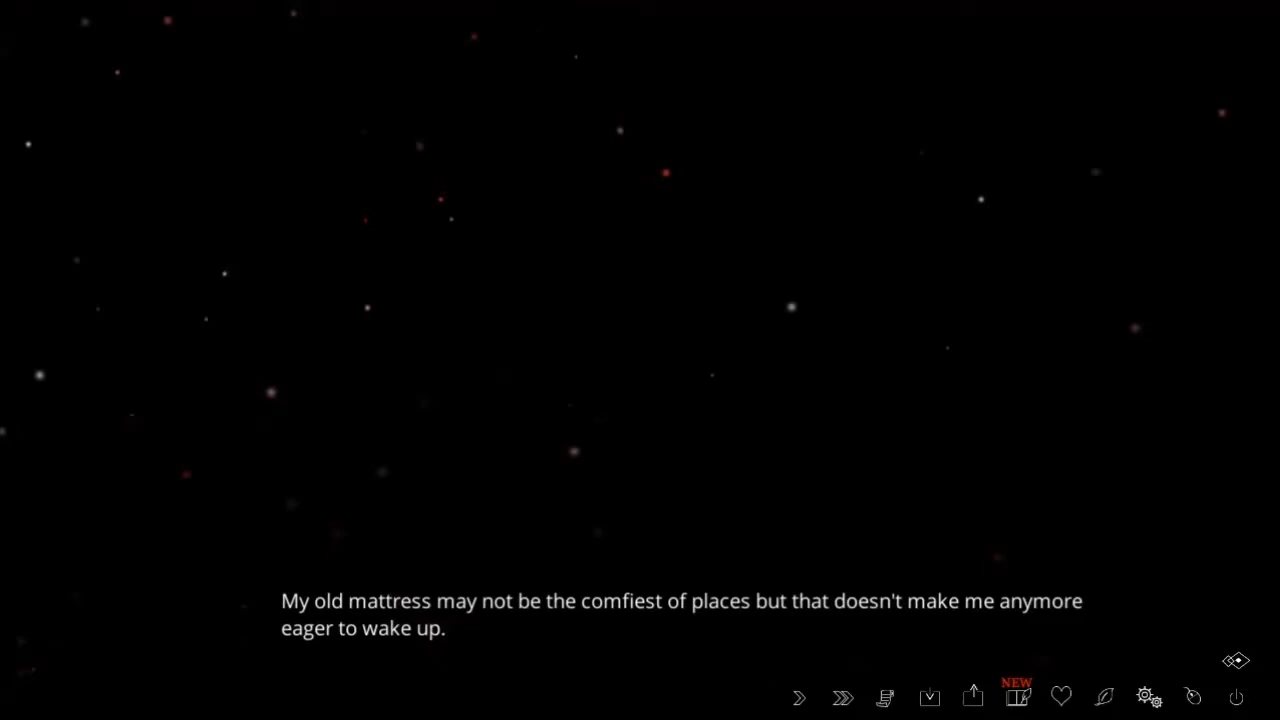 My old mattress may not be the comfiest of places but that doesn't make me anymore
eager to wake up.
NEW